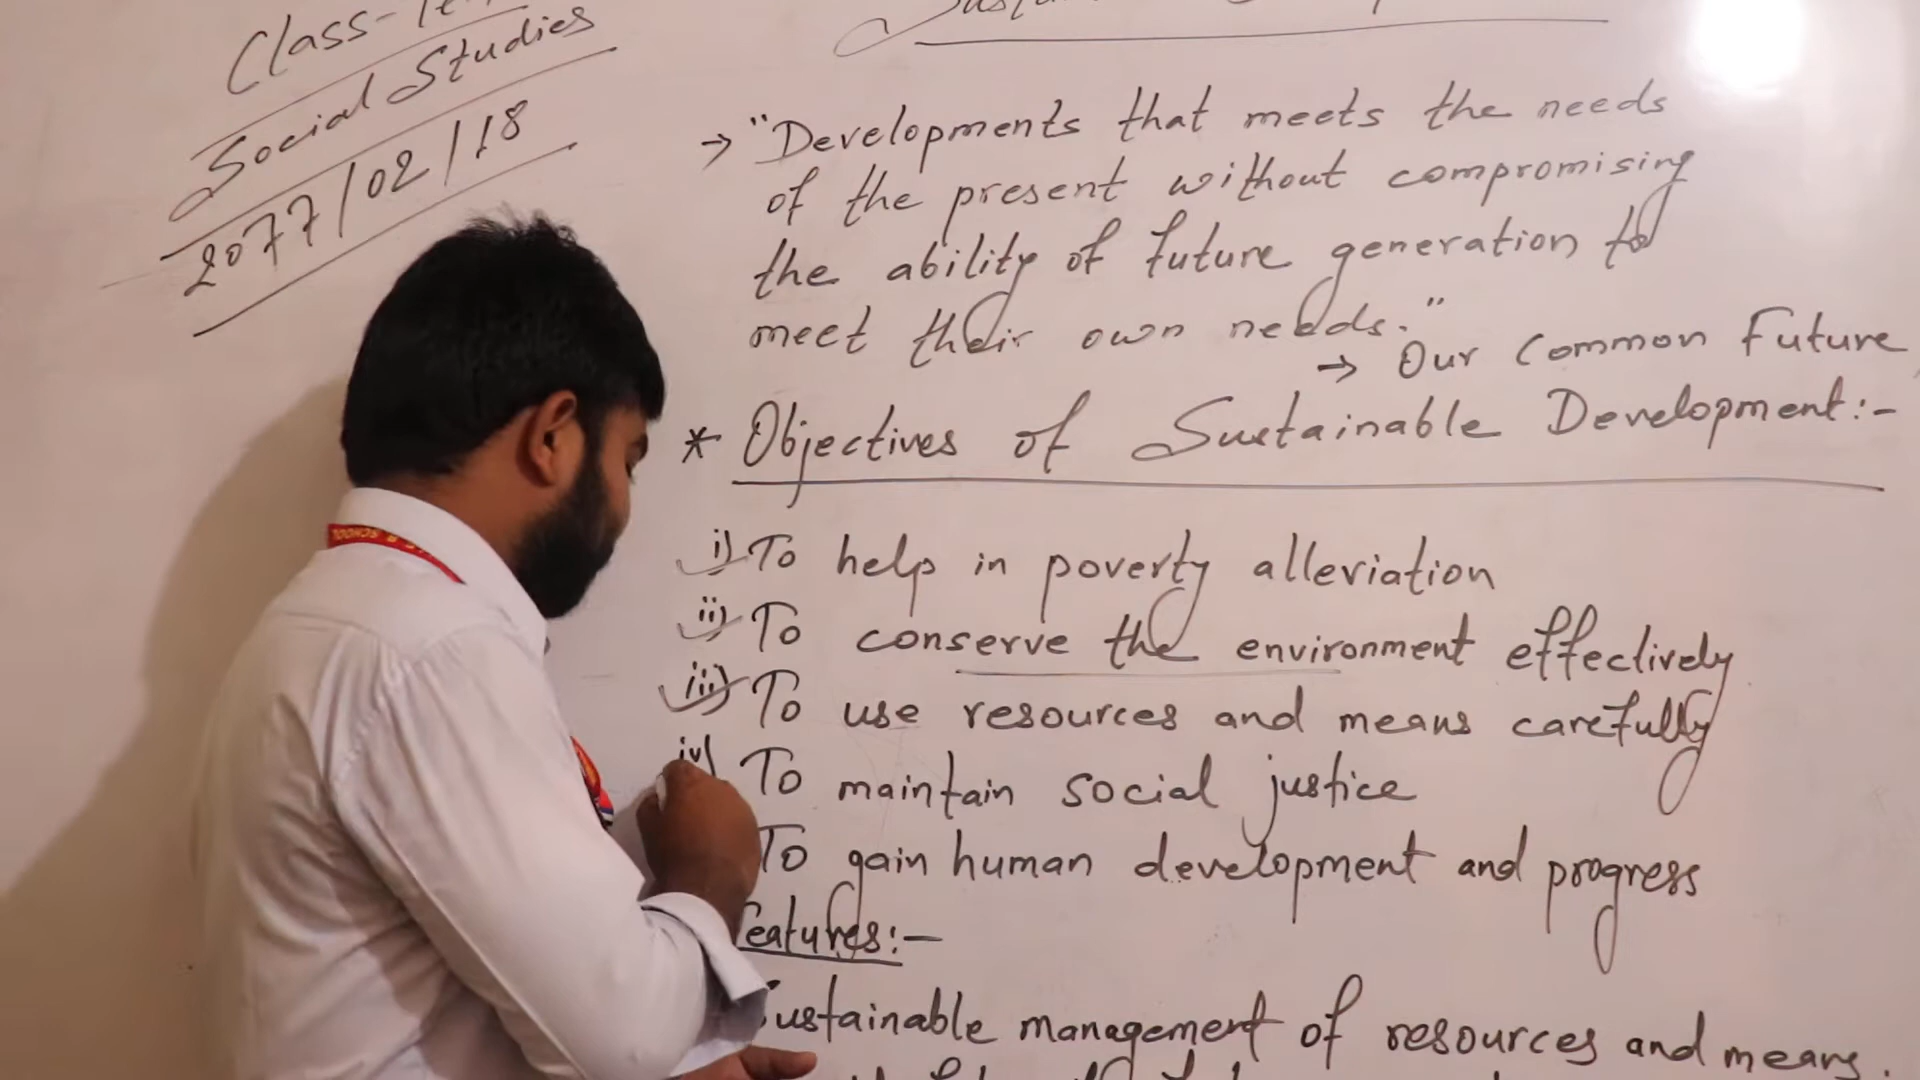 Class-
Social Studies
2077/02/18
→ "Developments that meets the needs
of the present without compromising
the ability of future generation to
meet their own needs."
→ Our Common Future
* Objectives of Sustainable Development:-
i) To help in poverty alleviation
ii) To conserve the environment effectively
iii) To use resources and means carefully
iv) To maintain social justice
To gain human development and progress
Features:-
Sustainable management of resources and means.